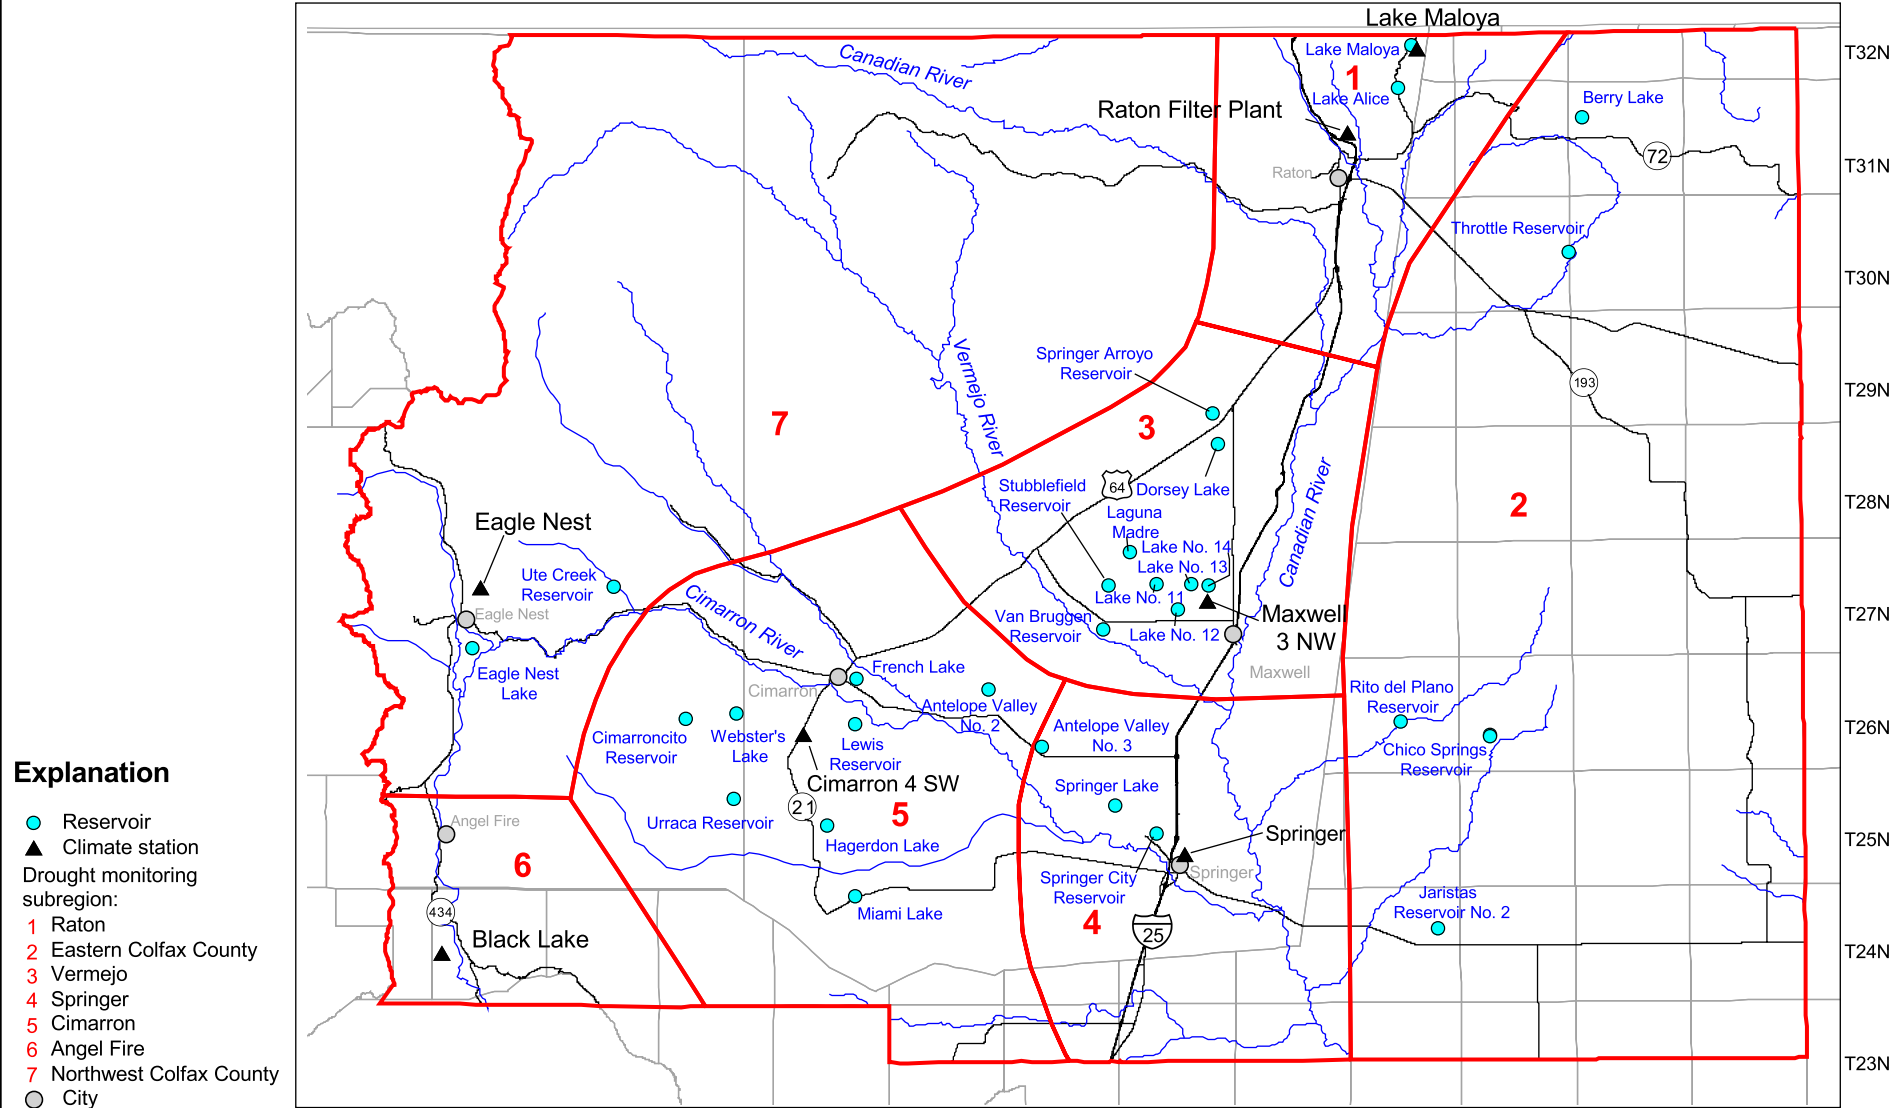 Lake Maloya
Canadian River
Lake Maloya
1
Lake Alice
Raton Filter Plant
Berry Lake
72
Raton
Throttle Reservoir
T32N
T31N
T30N
T29N
T28N
T27N
T26N
T25N
T24N
T23N
Springer Arroyo
Reservoir
Vermejo River
193
7
3
2
Stubblefield
Reservoir
64
Dorsey Lake
Laguna
Madre
Lake No. 14
Lake No. 13
Lake No. 11
Lake No. 12
Canadian River
Van Bruggen
Reservoir
Maxwell
3 NW
Maxwell
Eagle Nest
Ute Creek
Reservoir
Eagle Nest
Eagle Nest
Lake
Cimarron River
French Lake
Cimarron
Antelope Valley
No. 2
Antelope Valley
No. 3
Rito del Plano
Reservoir
Chico Springs
Reservoir
Cimarroncito
Reservoir
Webster's
Lake
Lewis
Reservoir
Cimarron 4 SW
21
5
Urraca Reservoir
Hagerdon Lake
Springer Lake
Springer
Springer
Springer City
Reservoir
4
25
Miami Lake
Jaristas
Reservoir No. 2
Angel Fire
6
434
Black Lake
Explanation
Reservoir
Climate station
Drought monitoring
subregion:
1 Raton
2 Eastern Colfax County
3 Vermejo
4 Springer
5 Cimarron
6 Angel Fire
7 Northwest Colfax County
City